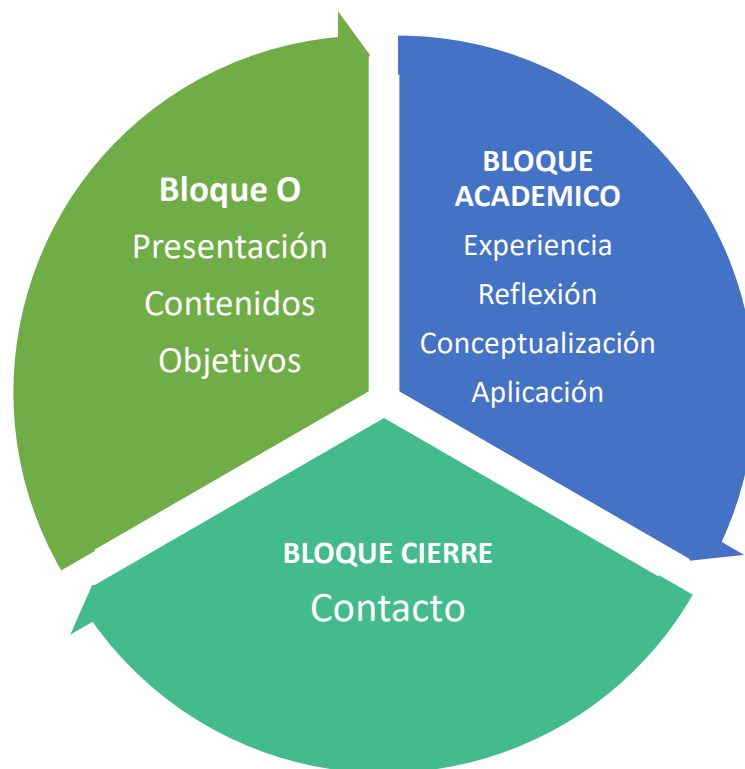 Bloque O
Presentación
Contenidos
Objetivos
BLOQUE
ACADEMICO
Experiencia
Reflexión
Conceptualización
Aplicación
BLOQUE CIERRE
Contacto